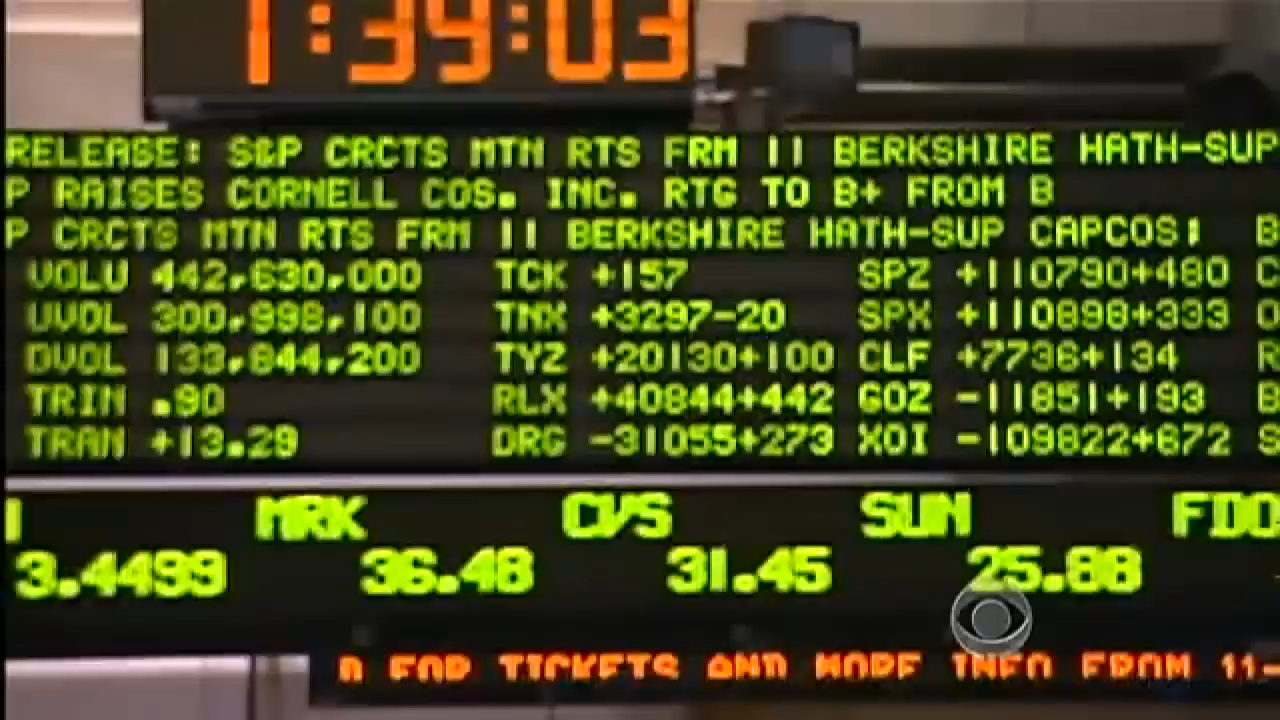 1:39:03
RELEASE: S&P CRCTS MTN RTS FRM || BERKSHIRE HATH-SUP
P RAISES CORNELL COS. INC. RTG TO B+ FROM B
P CRCTS MTN RTS FRM || BERKSHIRE HATH-SUP CAPCOS: B
VOLU 442,630,000 TCK +157 SPZ +110790+480 C
UVOL 300,998,100 TNX +3297-20 SPX +110898+333 O
DVOL 133,844,200 TYZ +20130+100 CLF +7736+134 R
TRIN .90 RLX +40844+442 GOZ -11851+193 B
TRAN +13.29 DRG -31055+273 XOI -109822+672 S
MRK CVS SUN FDO
3.4499 36.48 31.45 25.88
FOR TICKETS AND MORE INFO FROM 11-